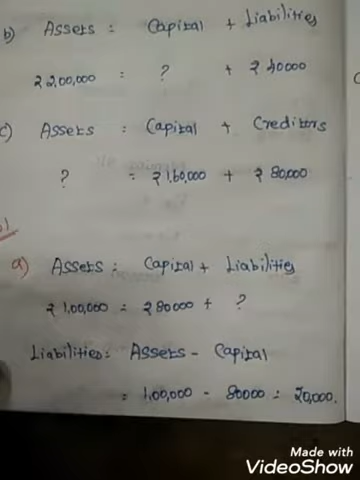 b) Assets = Capital + Liabilities
₹ 2,00,000 = ? + ₹ 40000
c) Assets = Capital + Creditors
? = ₹ 1,60,000 + ₹ 80,000
a) Assets = Capital + Liabilities
₹ 1,00,000 = ₹ 80000 + ?
Liabilities = Assets - Capital
= 1,00,000 - 80000 = 20,000.
Made with
VideoShow